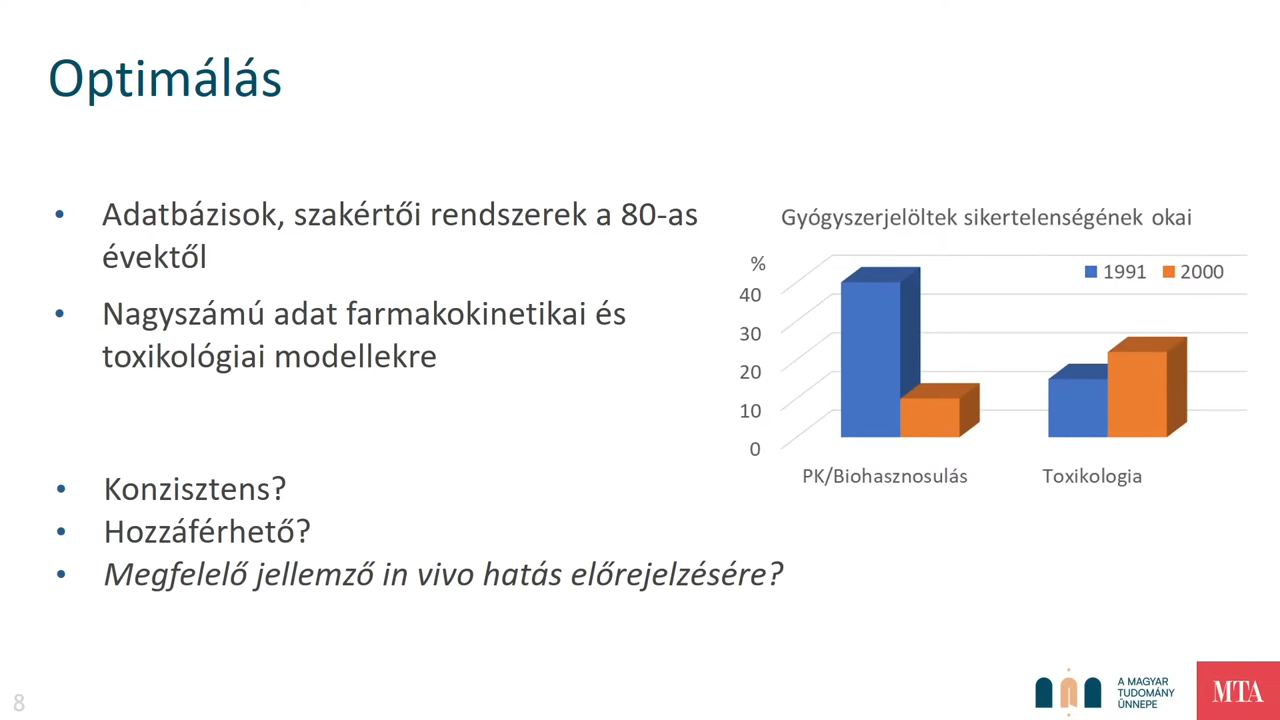 Optimálás
• Adatbázisok, szakértői rendszerek a 80-as
évektől
• Nagyszámú adat farmakokinetikai és
toxikológiai modellekre
• Konzisztens?
• Hozzáférhető?
• Megfelelő jellemző in vivo hatás előrejelzésére?
Gyógyszerjelöltek sikertelenségének okai
%
1991 2000
40
30
20
10
0
PK/Biohasznosulás Toxikologia
8
A MAGYAR
TUDOMÁNY
ÜNNEPE
MTA